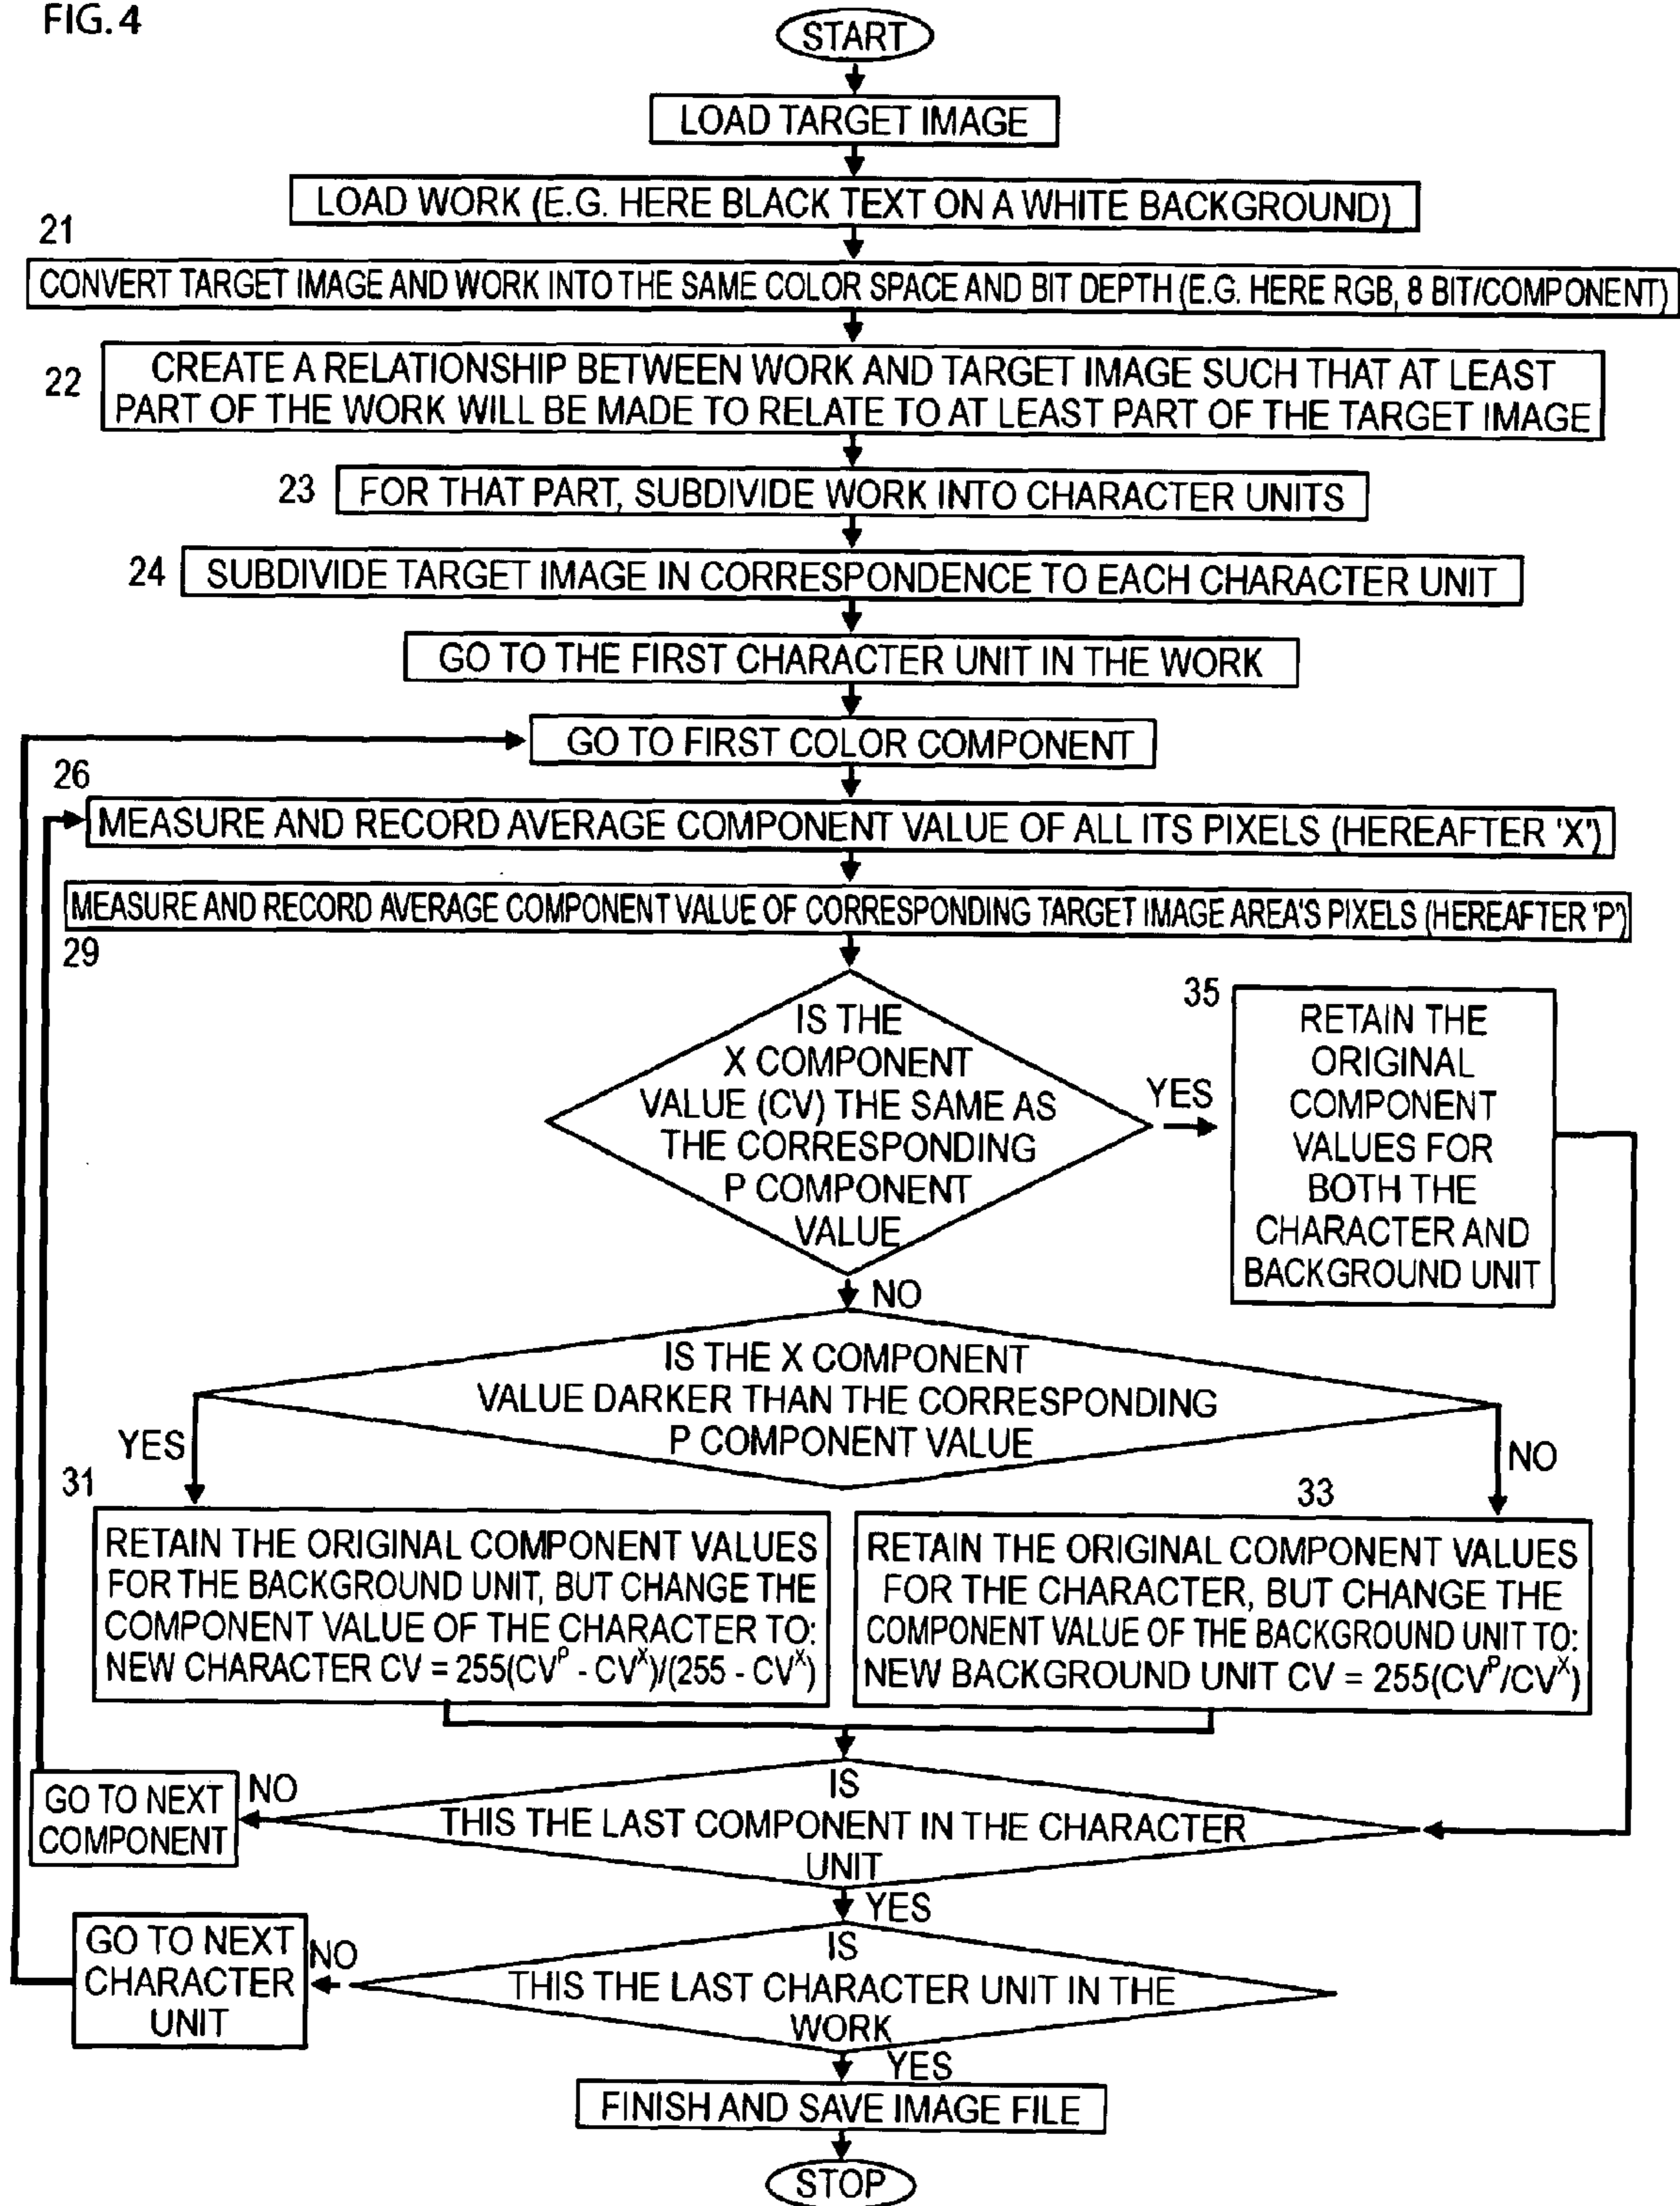 FIG. 4
START
LOAD TARGET IMAGE
LOAD WORK (E.G. HERE BLACK TEXT ON A WHITE BACKGROUND)
21
CONVERT TARGET IMAGE AND WORK INTO THE SAME COLOR SPACE AND BIT DEPTH (E.G. HERE RGB, 8 BIT/COMPONENT)
22
CREATE A RELATIONSHIP BETWEEN WORK AND TARGET IMAGE SUCH THAT AT LEAST
PART OF THE WORK WILL BE MADE TO RELATE TO AT LEAST PART OF THE TARGET IMAGE
23
FOR THAT PART, SUBDIVIDE WORK INTO CHARACTER UNITS
24
SUBDIVIDE TARGET IMAGE IN CORRESPONDENCE TO EACH CHARACTER UNIT
GO TO THE FIRST CHARACTER UNIT IN THE WORK
GO TO FIRST COLOR COMPONENT
26
MEASURE AND RECORD AVERAGE COMPONENT VALUE OF ALL ITS PIXELS (HEREAFTER 'X')
MEASURE AND RECORD AVERAGE COMPONENT VALUE OF CORRESPONDING TARGET IMAGE AREA'S PIXELS (HEREAFTER 'P')
29
IS THE
X COMPONENT
VALUE (CV) THE SAME AS
THE CORRESPONDING
P COMPONENT
VALUE
YES
35
RETAIN THE
ORIGINAL
COMPONENT
VALUES FOR
BOTH THE
CHARACTER AND
BACKGROUND UNIT
NO
IS THE X COMPONENT
VALUE DARKER THAN THE CORRESPONDING
P COMPONENT VALUE
YES
NO
31
RETAIN THE ORIGINAL COMPONENT VALUES
FOR THE BACKGROUND UNIT, BUT CHANGE THE
COMPONENT VALUE OF THE CHARACTER TO:
NEW CHARACTER CV = 255(CV^P - CV^X)/(255 - CV^X)
33
RETAIN THE ORIGINAL COMPONENT VALUES
FOR THE CHARACTER, BUT CHANGE THE
COMPONENT VALUE OF THE BACKGROUND UNIT TO:
NEW BACKGROUND UNIT CV = 255(CV^P/CV^X)
IS
THIS THE LAST COMPONENT IN THE CHARACTER
UNIT
NO
GO TO NEXT
COMPONENT
YES
IS
THIS THE LAST CHARACTER UNIT IN THE
WORK
NO
GO TO NEXT
CHARACTER
UNIT
YES
FINISH AND SAVE IMAGE FILE
STOP